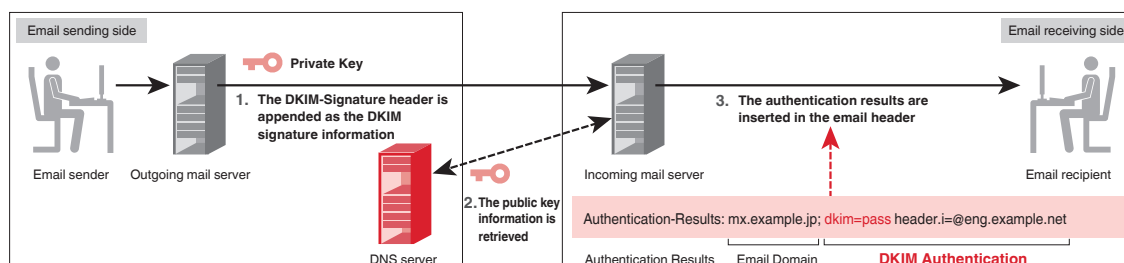 Email sending side
Email receiving side
Private Key
1. The DKIM-Signature header is
appended as the DKIM
signature information
3. The authentication results are
inserted in the email header
Email sender
Outgoing mail server
Incoming mail server
Email recipient
2. The public key
information is
retrieved
DNS server
Authentication-Results: mx.example.jp; dkim=pass header.i=@eng.example.net
Authentication Results
Email Domain
DKIM Authentication